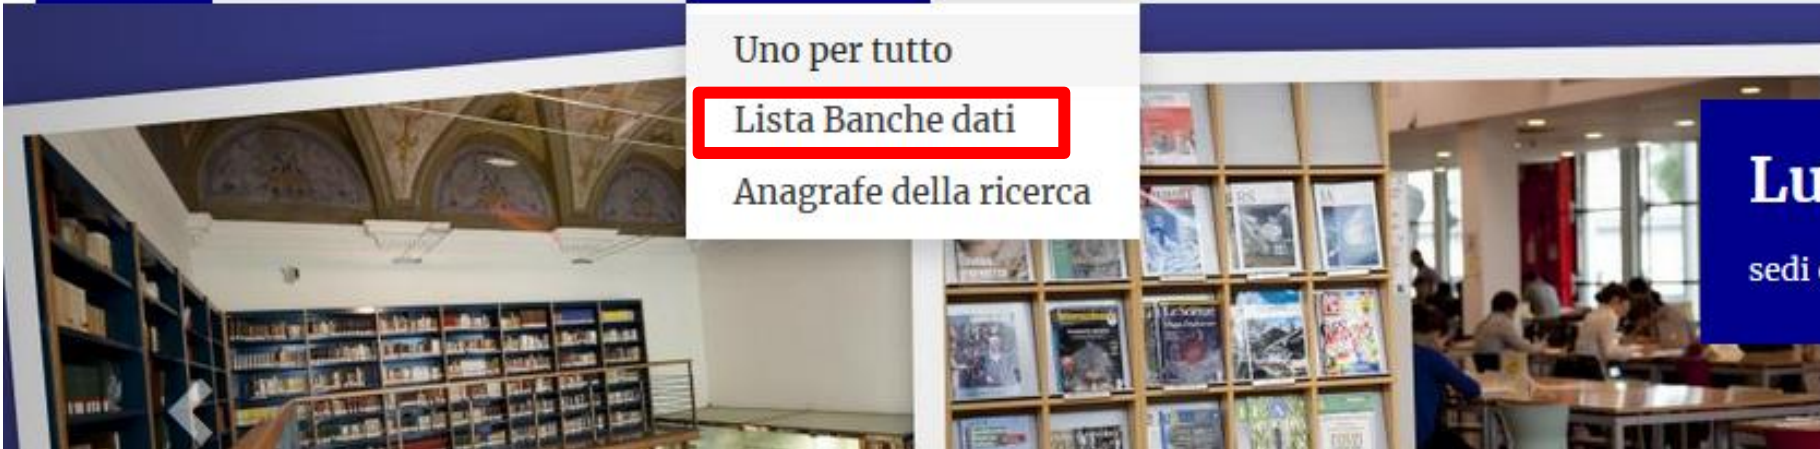 Uno per tutto
Lista Banche dati
Anagrafe della ricerca
Lu
sedi